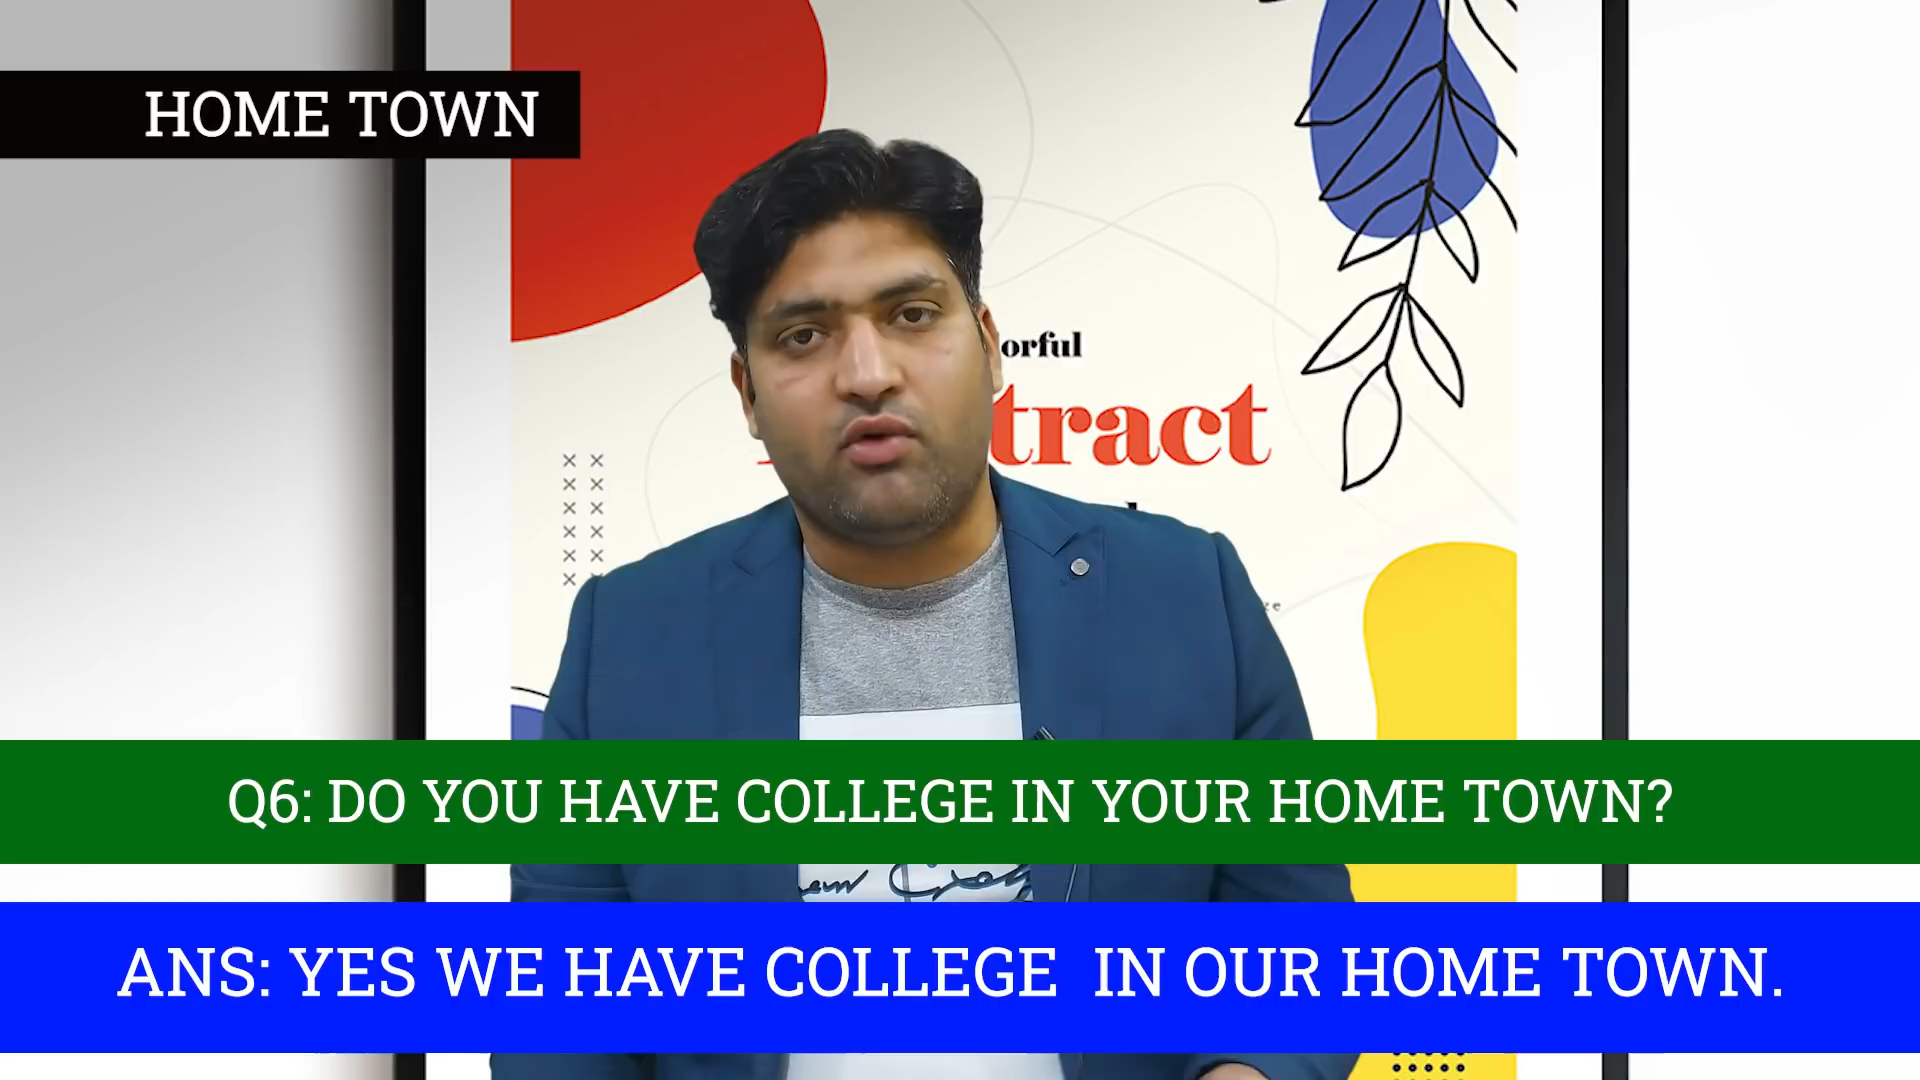 HOME TOWN
orful
tract
Q6: DO YOU HAVE COLLEGE IN YOUR HOME TOWN?
ANS: YES WE HAVE COLLEGE  IN OUR HOME TOWN.